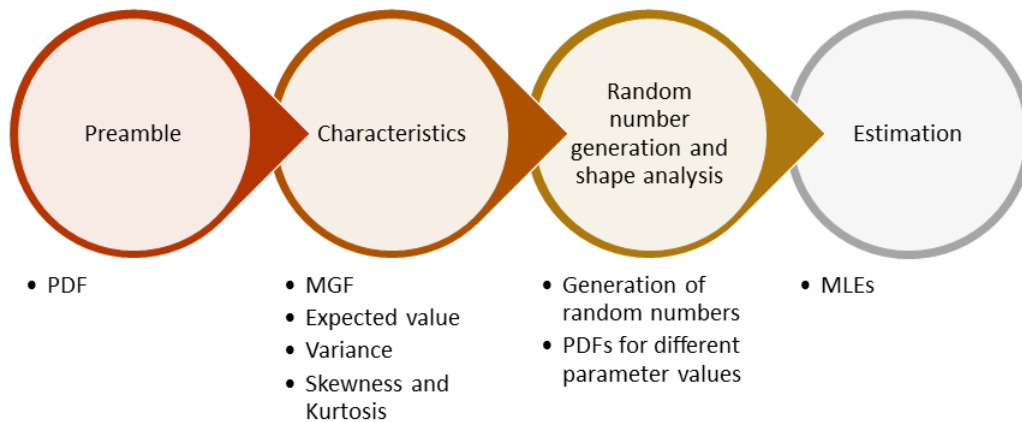 Preamble
Characteristics
Random
number
generation and
shape analysis
Estimation
• PDF
• MGF
• Expected value
• Variance
• Skewness and
Kurtosis
• Generation of
random numbers
• PDFs for different
parameter values
• MLEs